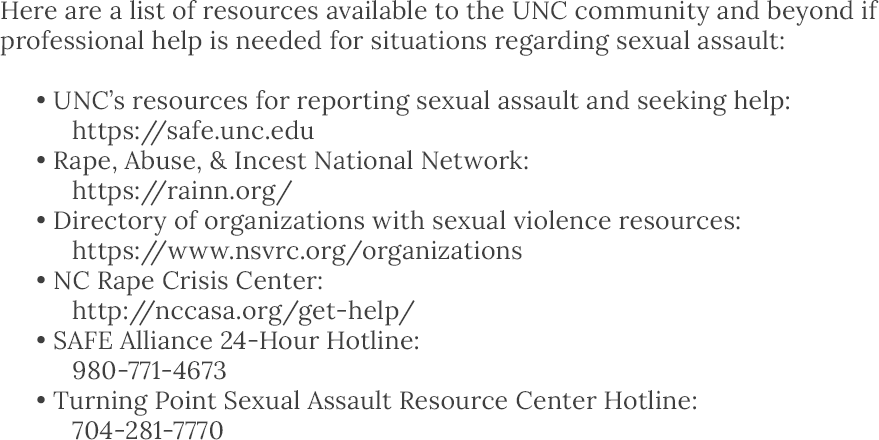 Here are a list of resources available to the UNC community and beyond if
professional help is needed for situations regarding sexual assault:
• UNC’s resources for reporting sexual assault and seeking help:
https://safe.unc.edu
• Rape, Abuse, & Incest National Network:
https://rainn.org/
• Directory of organizations with sexual violence resources:
https://www.nsvrc.org/organizations
• NC Rape Crisis Center:
http://nccasa.org/get-help/
• SAFE Alliance 24-Hour Hotline:
980-771-4673
• Turning Point Sexual Assault Resource Center Hotline:
704-281-7770